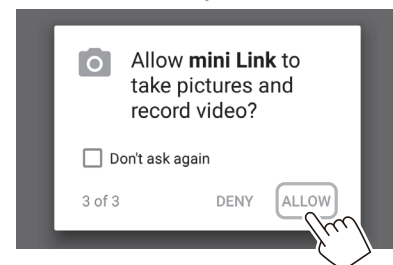 Allow mini Link to
take pictures and
record video?
Don't ask again
3 of 3 DENY ALLOW